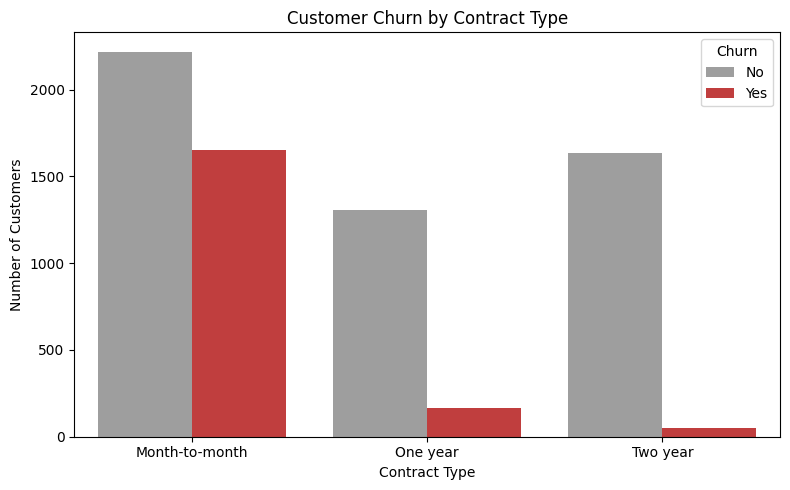 Customer Churn by Contract Type
Churn
No
Yes
2000
1500
1000
500
0
Number of Customers
Month-to-month
One year
Two year
Contract Type